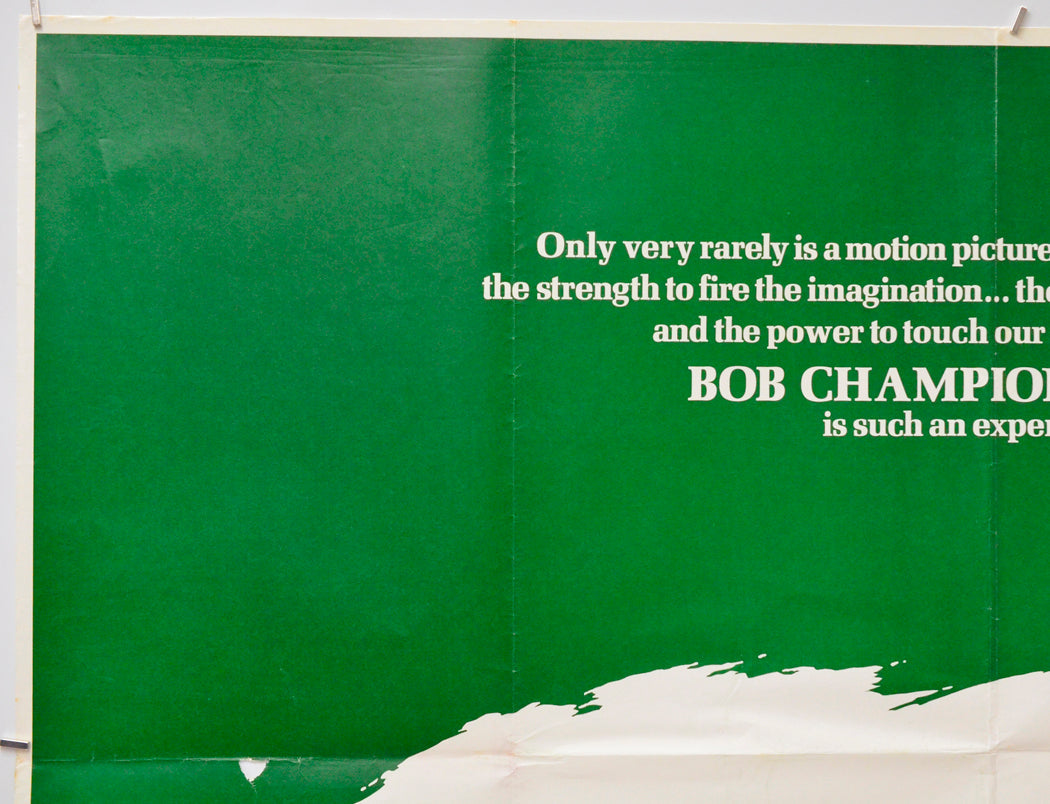 Only very rarely is a motion picture
the strength to fire the imagination... the
and the power to touch our
BOB CHAMPIO
is such an exper